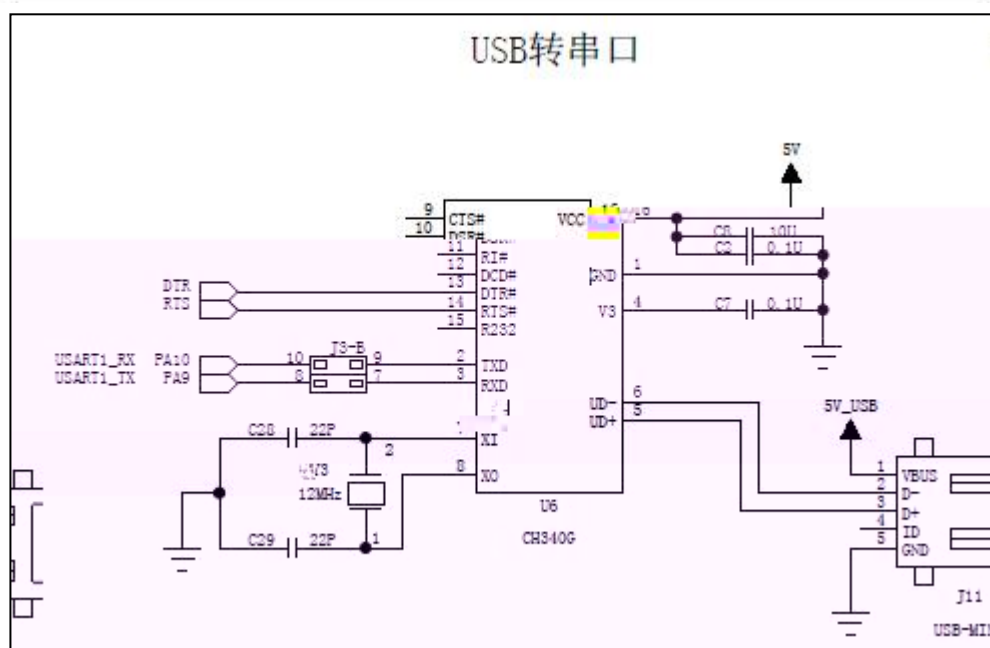 USB转串口
5V
9 CTS#
10
VCC
11
12 RI#
13 DCD#
DTR DTR#
RTS 14 RTS#
15 R232
C8 10U
C2 0.1U
GND 1
V3 4 C7 0.1U
J3-B
USART1_RX PA10 10 9 2 TXD
USART1_TX PA9 8 7 3 RXD
UD- 6
UD+ 5
5V_USB
C28 22P 2 XI
8 XO
12MHz
C29 22P 1
U6
CH340G
1 VBUS
2 D-
3 D+
4 ID
5 GND
J11